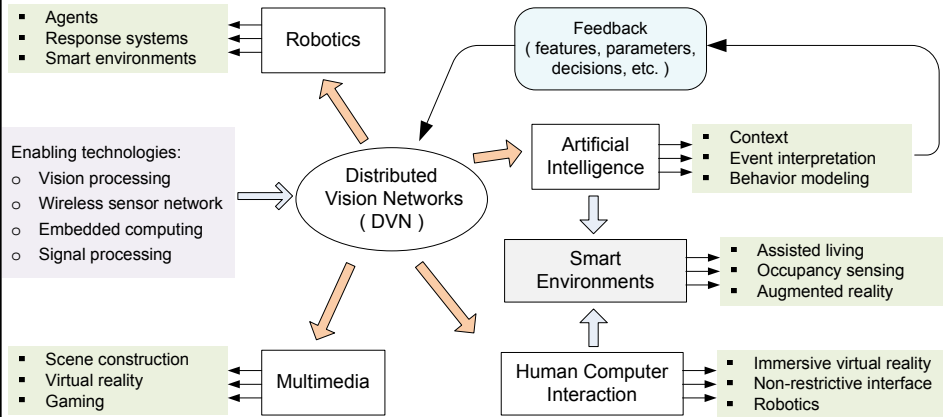 Agents
Response systems
Smart environments
Robotics
Feedback
( features, parameters,
decisions, etc. )
Enabling technologies:
Vision processing
Wireless sensor network
Embedded computing
Signal processing
Distributed
Vision Networks
( DVN )
Artificial
Intelligence
Context
Event interpretation
Behavior modeling
Smart
Environments
Assisted living
Occupancy sensing
Augmented reality
Scene construction
Virtual reality
Gaming
Multimedia
Human Computer
Interaction
Immersive virtual reality
Non-restrictive interface
Robotics